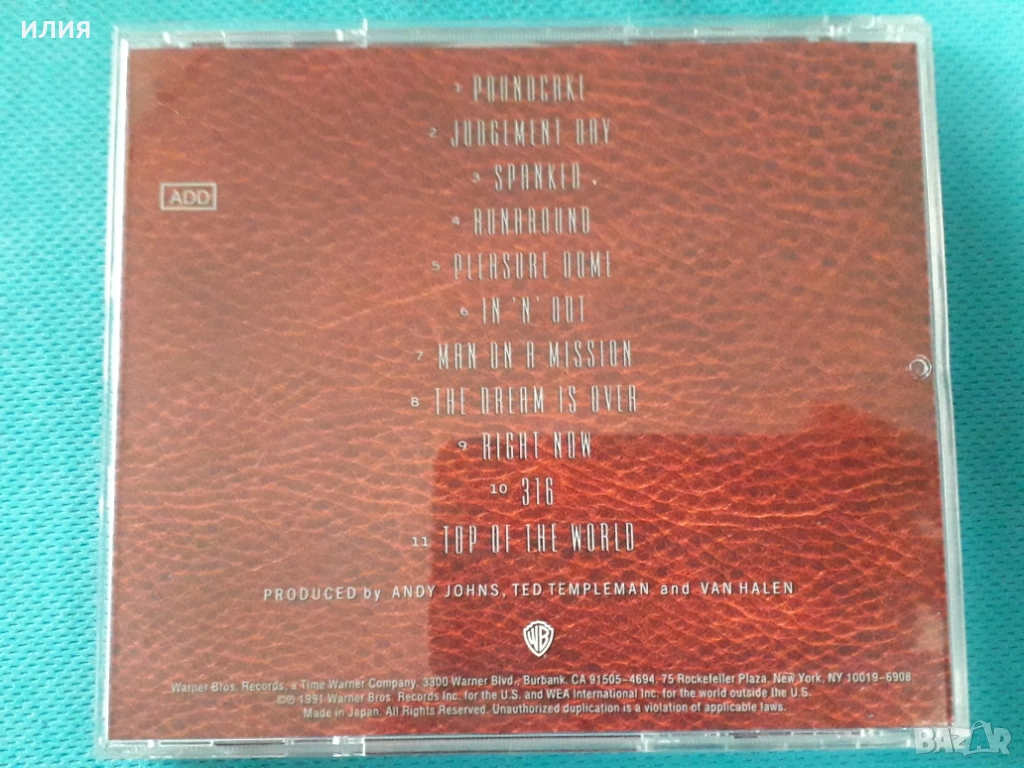 илия
1 POUNDCAKE
2 JUDGEMENT DAY
3 SPANKED
ADD
4 RUNAROUND
5 PLEASURE DOME
6 IN 'N' OUT
7 MAN ON A MISSION
8 THE DREAM IS OVER
9 RIGHT NOW
10 316
11 TOP OF THE WORLD
PRODUCED by ANDY JOHNS, TED TEMPLEMAN and VAN HALEN
WB
Warner Bros. Records, a Time Warner Company, 3300 Warner Blvd., Burbank, CA 91505-4694, 75 Rockefeller Plaza, New York, NY 10019-6908
©℗ 1991 Warner Bros. Records Inc. for the U.S. and WEA International Inc. for the world outside the U.S.
Made in Japan. All Rights Reserved. Unauthorized duplication is a violation of applicable laws.
BAZAR